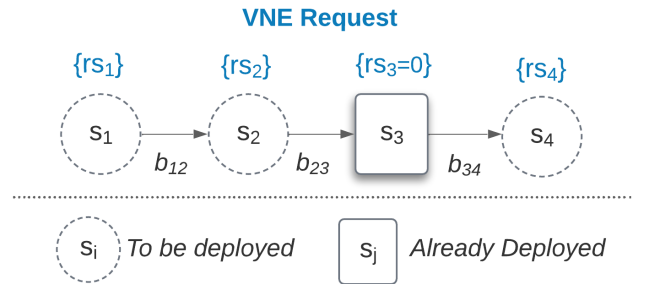 VNE Request
{rs₁} {rs₂} {rs₃=0} {rs₄}
s₁ s₂ s₃ s₄
b₁₂ b₂₃ b₃₄
sᵢ To be deployed sⱼ Already Deployed